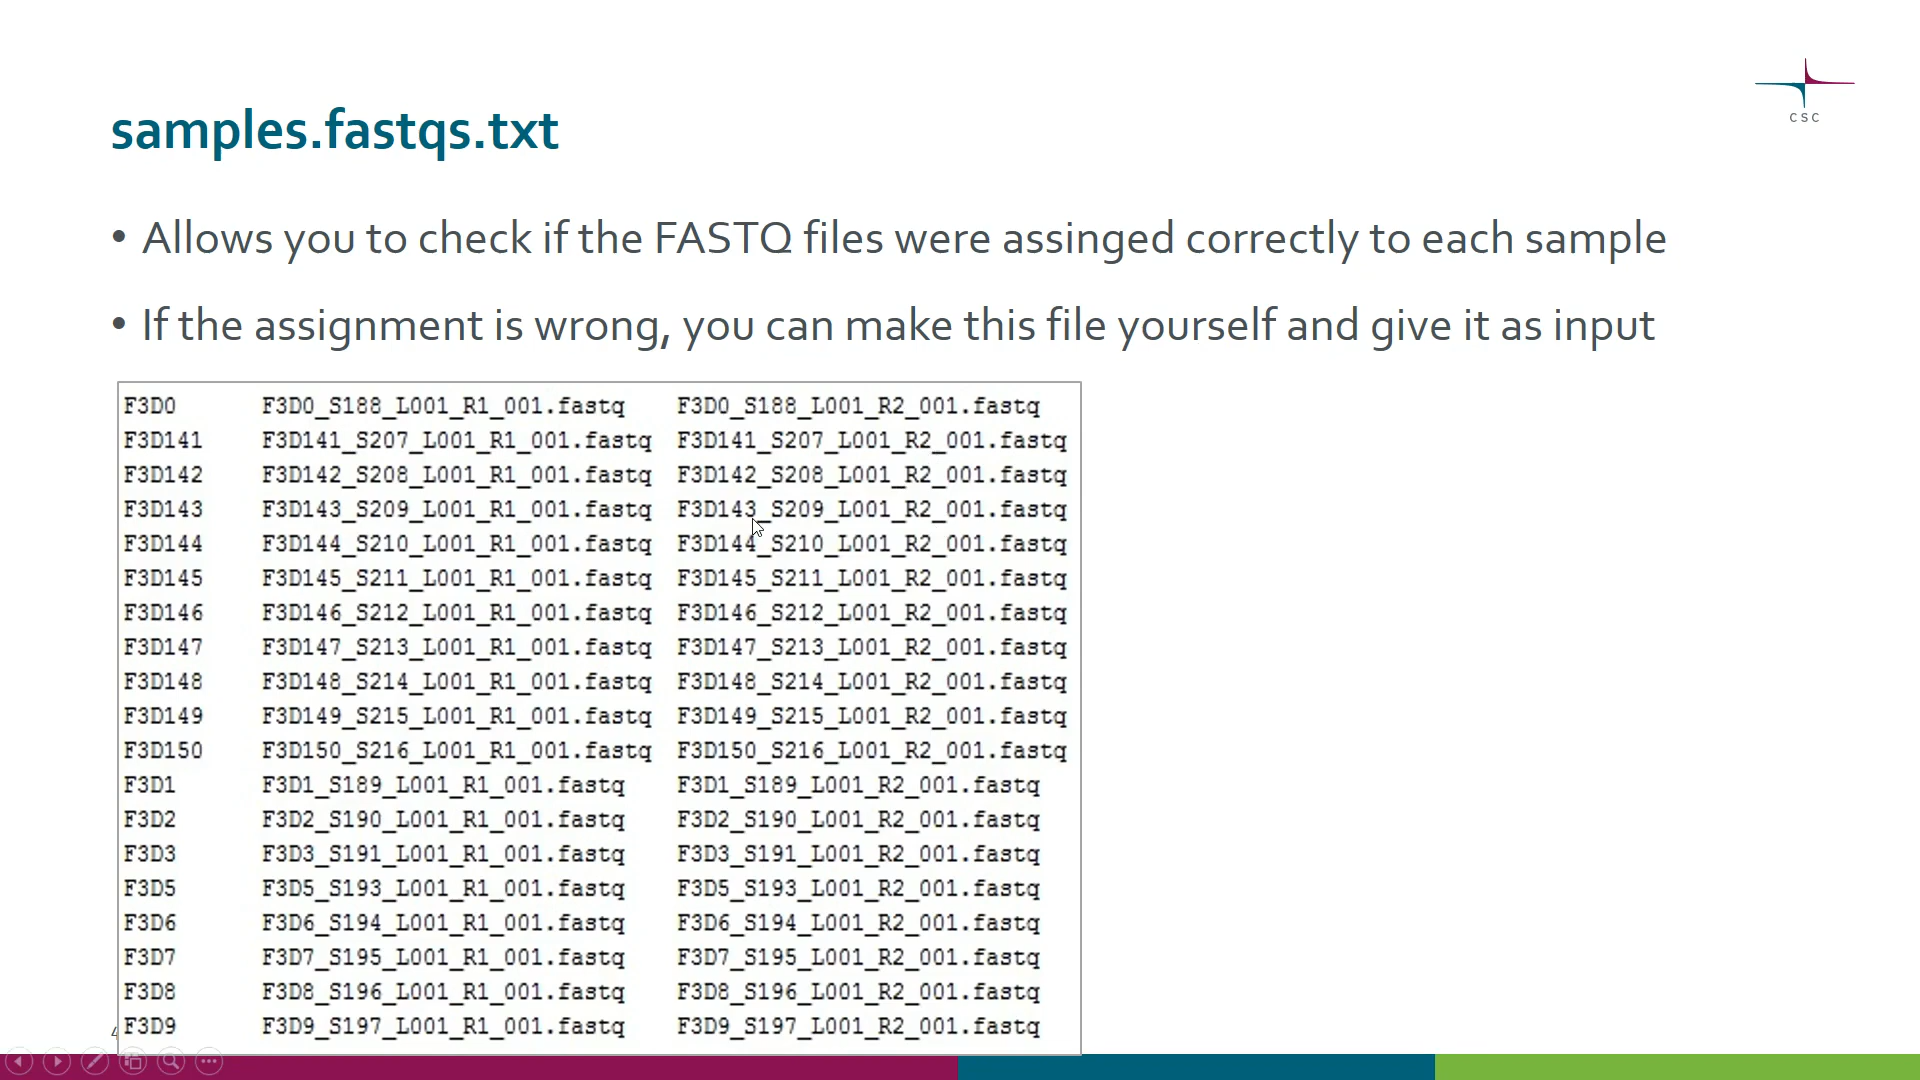 CSC
samples.fastqs.txt
• Allows you to check if the FASTQ files were assinged correctly to each sample
• If the assignment is wrong, you can make this file yourself and give it as input
F3D0 F3D0_S188_L001_R1_001.fastq F3D0_S188_L001_R2_001.fastq
F3D141 F3D141_S207_L001_R1_001.fastq F3D141_S207_L001_R2_001.fastq
F3D142 F3D142_S208_L001_R1_001.fastq F3D142_S208_L001_R2_001.fastq
F3D143 F3D143_S209_L001_R1_001.fastq F3D143_S209_L001_R2_001.fastq
F3D144 F3D144_S210_L001_R1_001.fastq F3D144_S210_L001_R2_001.fastq
F3D145 F3D145_S211_L001_R1_001.fastq F3D145_S211_L001_R2_001.fastq
F3D146 F3D146_S212_L001_R1_001.fastq F3D146_S212_L001_R2_001.fastq
F3D147 F3D147_S213_L001_R1_001.fastq F3D147_S213_L001_R2_001.fastq
F3D148 F3D148_S214_L001_R1_001.fastq F3D148_S214_L001_R2_001.fastq
F3D149 F3D149_S215_L001_R1_001.fastq F3D149_S215_L001_R2_001.fastq
F3D150 F3D150_S216_L001_R1_001.fastq F3D150_S216_L001_R2_001.fastq
F3D1 F3D1_S189_L001_R1_001.fastq F3D1_S189_L001_R2_001.fastq
F3D2 F3D2_S190_L001_R1_001.fastq F3D2_S190_L001_R2_001.fastq
F3D3 F3D3_S191_L001_R1_001.fastq F3D3_S191_L001_R2_001.fastq
F3D5 F3D5_S193_L001_R1_001.fastq F3D5_S193_L001_R2_001.fastq
F3D6 F3D6_S194_L001_R1_001.fastq F3D6_S194_L001_R2_001.fastq
F3D7 F3D7_S195_L001_R1_001.fastq F3D7_S195_L001_R2_001.fastq
F3D8 F3D8_S196_L001_R1_001.fastq F3D8_S196_L001_R2_001.fastq
F3D9 F3D9_S197_L001_R1_001.fastq F3D9_S197_L001_R2_001.fastq